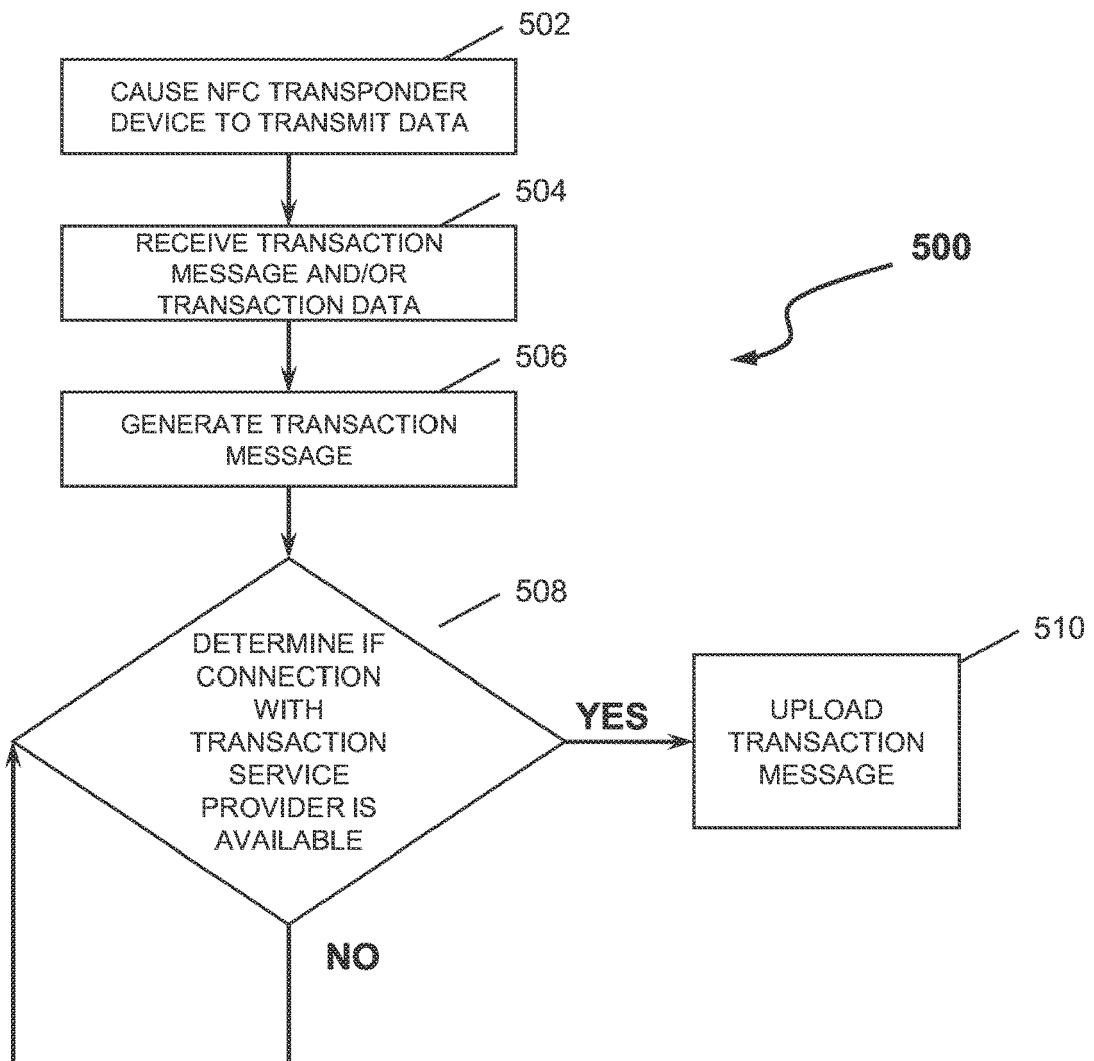 502
CAUSE NFC TRANSPONDER
DEVICE TO TRANSMIT DATA
504
RECEIVE TRANSACTION
MESSAGE AND/OR
TRANSACTION DATA
500
506
GENERATE TRANSACTION
MESSAGE
508
DETERMINE IF
CONNECTION
WITH
TRANSACTION
SERVICE
PROVIDER IS
AVAILABLE
YES
510
UPLOAD
TRANSACTION
MESSAGE
NO